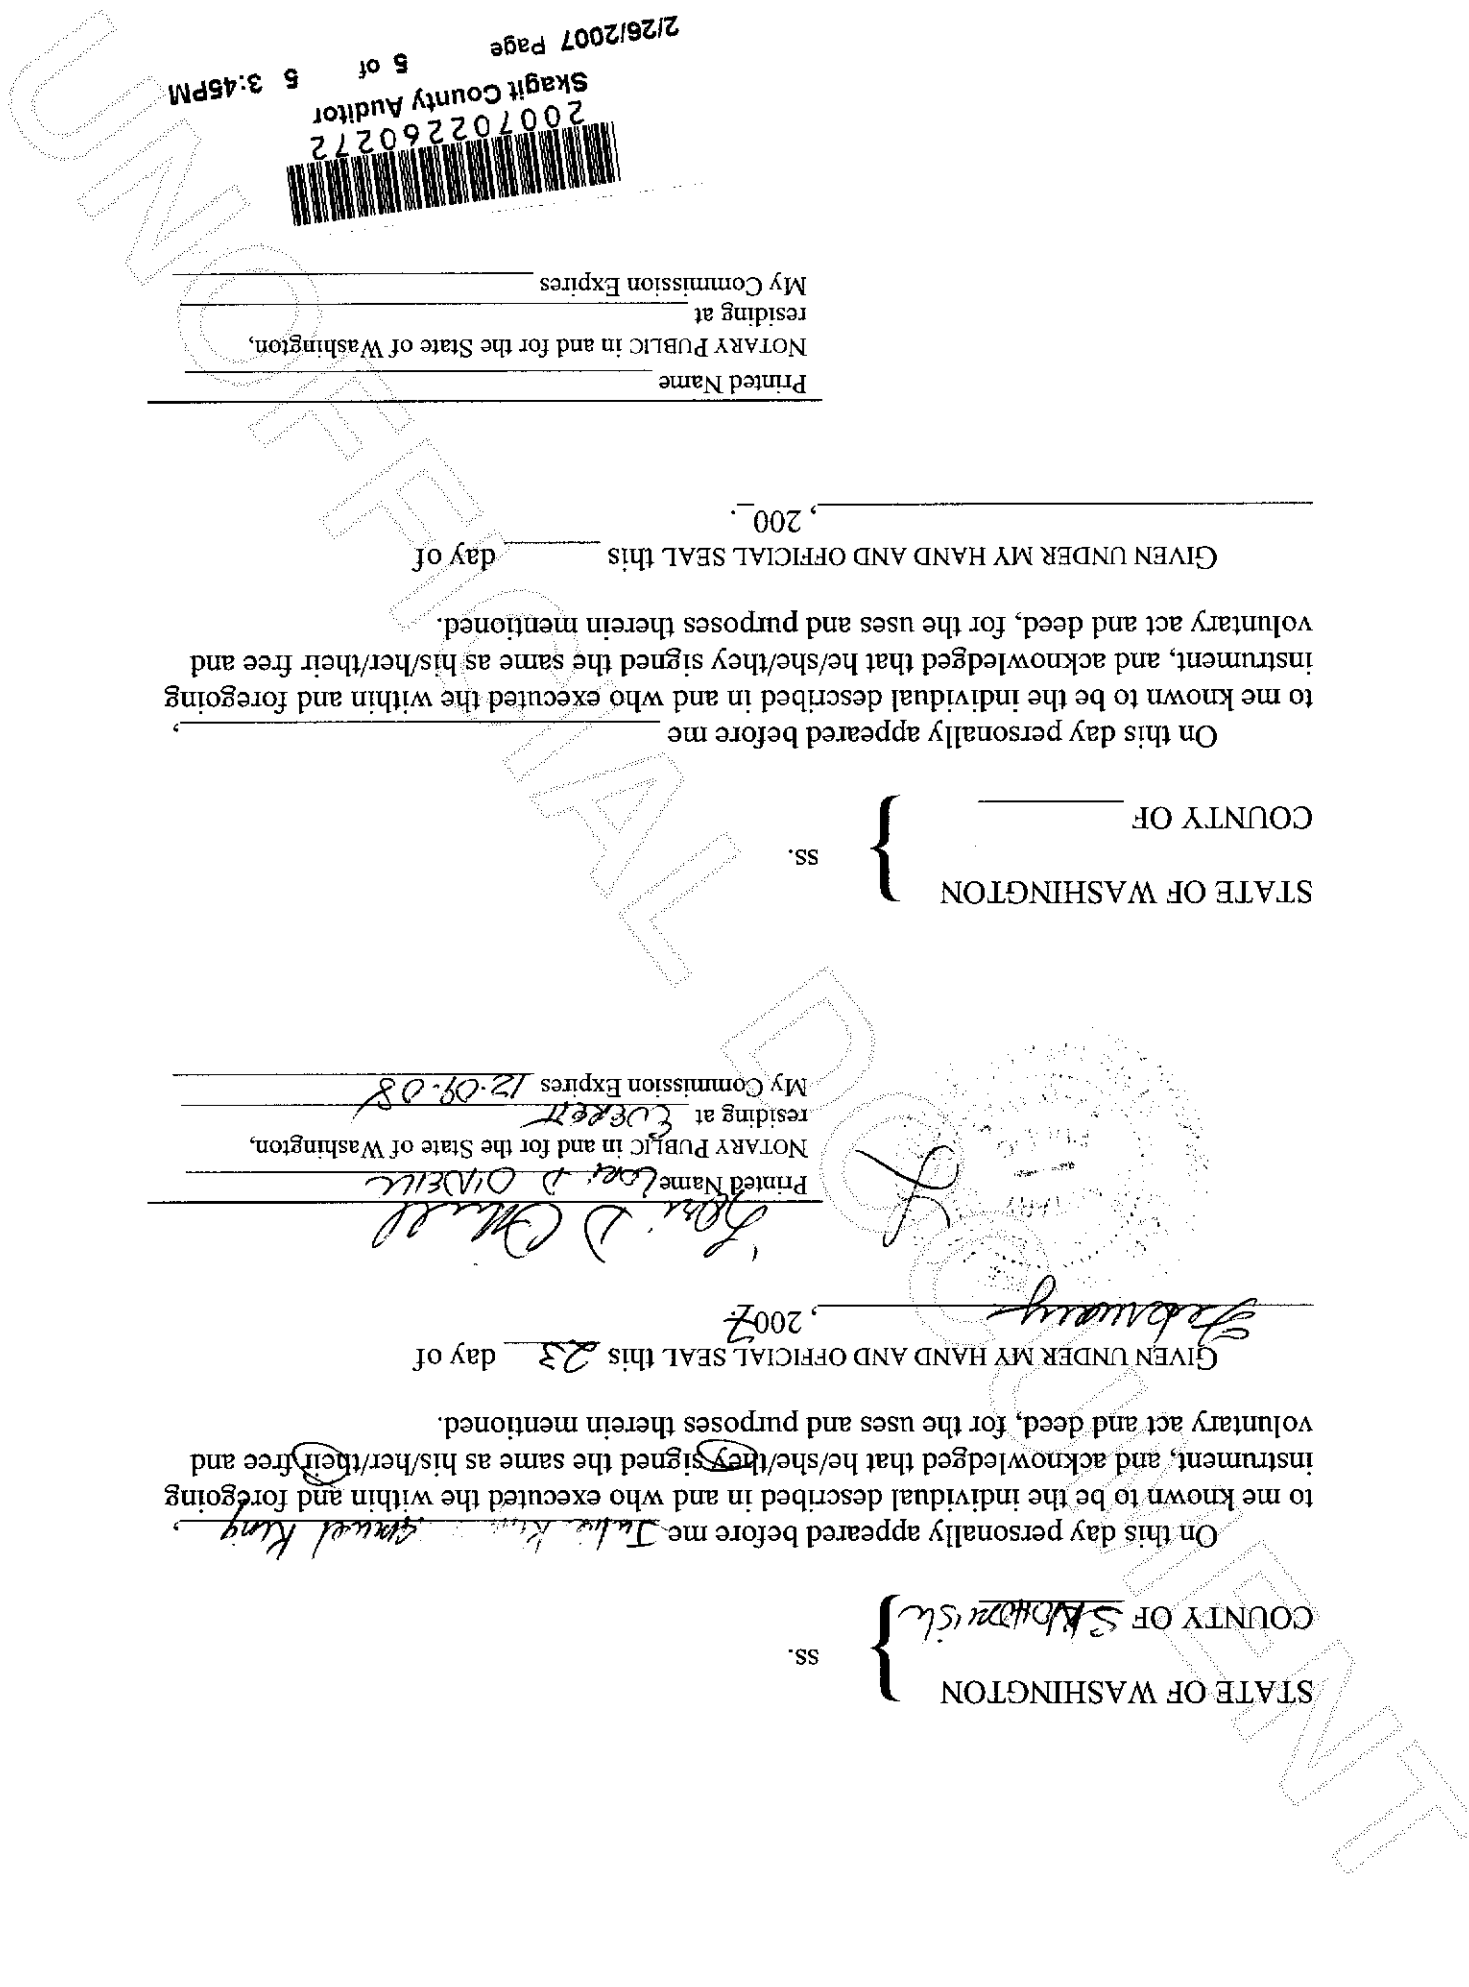 STATE OF WASHINGTON
ss.
COUNTY OF SNOHOMISH
On this day personally appeared before me Julie King Samuel King,
to me known to be the individual described in and who executed the within and foregoing
instrument, and acknowledged that he/she/they signed the same as his/her/their free and
voluntary act and deed, for the uses and purposes therein mentioned.
GIVEN UNDER MY HAND AND OFFICIAL SEAL this 23 day of
February, 2007.
Lori D O'Neill
Printed Name Lori D O'NEILL
NOTARY PUBLIC in and for the State of Washington,
residing at EVERETT
My Commission Expires 12-09-08
STATE OF WASHINGTON
ss.
COUNTY OF
On this day personally appeared before me ,
to me known to be the individual described in and who executed the within and foregoing
instrument, and acknowledged that he/she/they signed the same as his/her/their free and
voluntary act and deed, for the uses and purposes therein mentioned.
GIVEN UNDER MY HAND AND OFFICIAL SEAL this day of
, 200_.
Printed Name
NOTARY PUBLIC in and for the State of Washington,
residing at
My Commission Expires
200702260272
Skagit County Auditor
2/26/2007 Page 5 of 5 3:45PM
UNOFFICIAL DOCUMENT